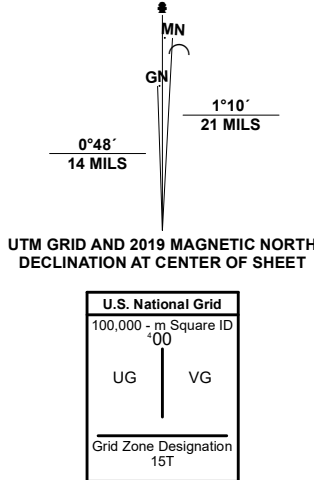 MN
GN
1°10´
21 MILS
0°48´
14 MILS
UTM GRID AND 2019 MAGNETIC NORTH
DECLINATION AT CENTER OF SHEET
U.S. National Grid
100,000 - m Square ID
⁴00
UG VG
Grid Zone Designation
15T